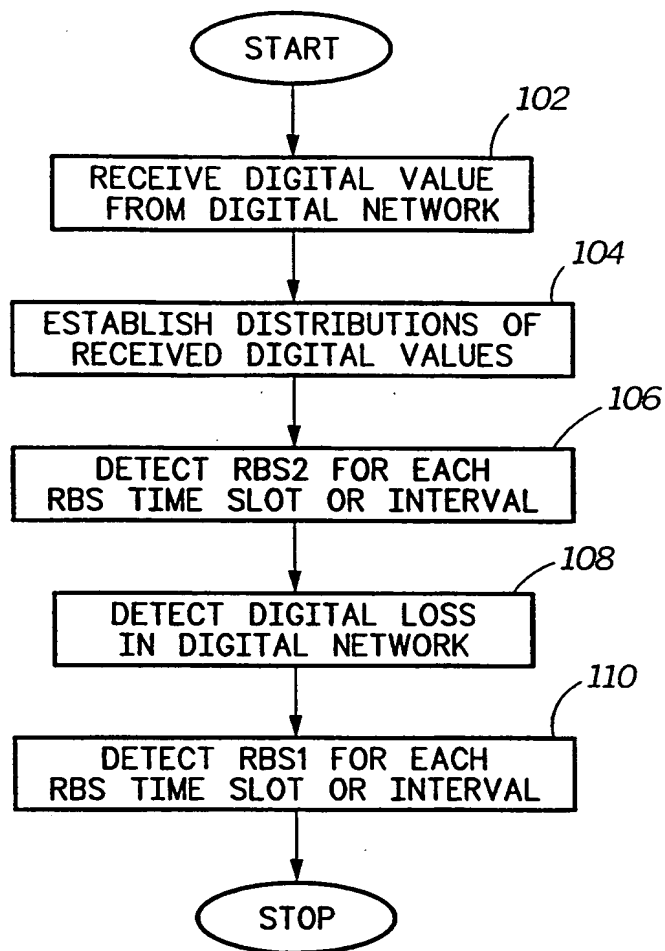 START
102
RECEIVE DIGITAL VALUE
FROM DIGITAL NETWORK
104
ESTABLISH DISTRIBUTIONS OF
RECEIVED DIGITAL VALUES
106
DETECT RBS2 FOR EACH
RBS TIME SLOT OR INTERVAL
108
DETECT DIGITAL LOSS
IN DIGITAL NETWORK
110
DETECT RBS1 FOR EACH
RBS TIME SLOT OR INTERVAL
STOP